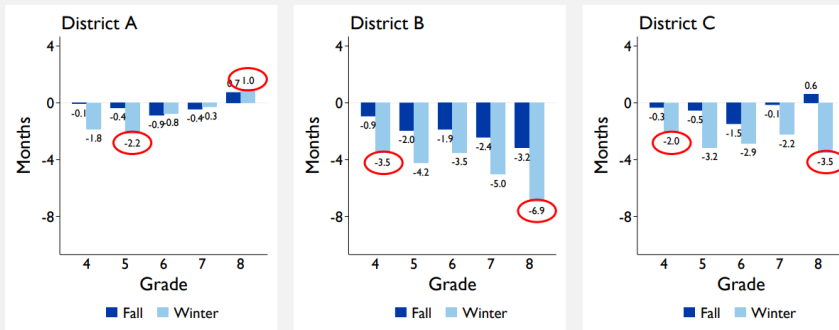 District A
4
0
-4
-8
Months
-0.1
-1.8
-0.4
-2.2
-0.9
-0.8
-0.4
-0.3
0.7
1.0
4 5 6 7 8
Grade
Fall Winter
District B
4
0
-4
-8
Months
-0.9
-3.5
-2.0
-4.2
-1.9
-3.5
-2.4
-5.0
-3.2
-6.9
4 5 6 7 8
Grade
Fall Winter
District C
4
0
-4
-8
Months
-0.3
-2.0
-0.5
-3.2
-1.5
-2.9
-0.1
-2.2
0.6
-3.5
4 5 6 7 8
Grade
Fall Winter